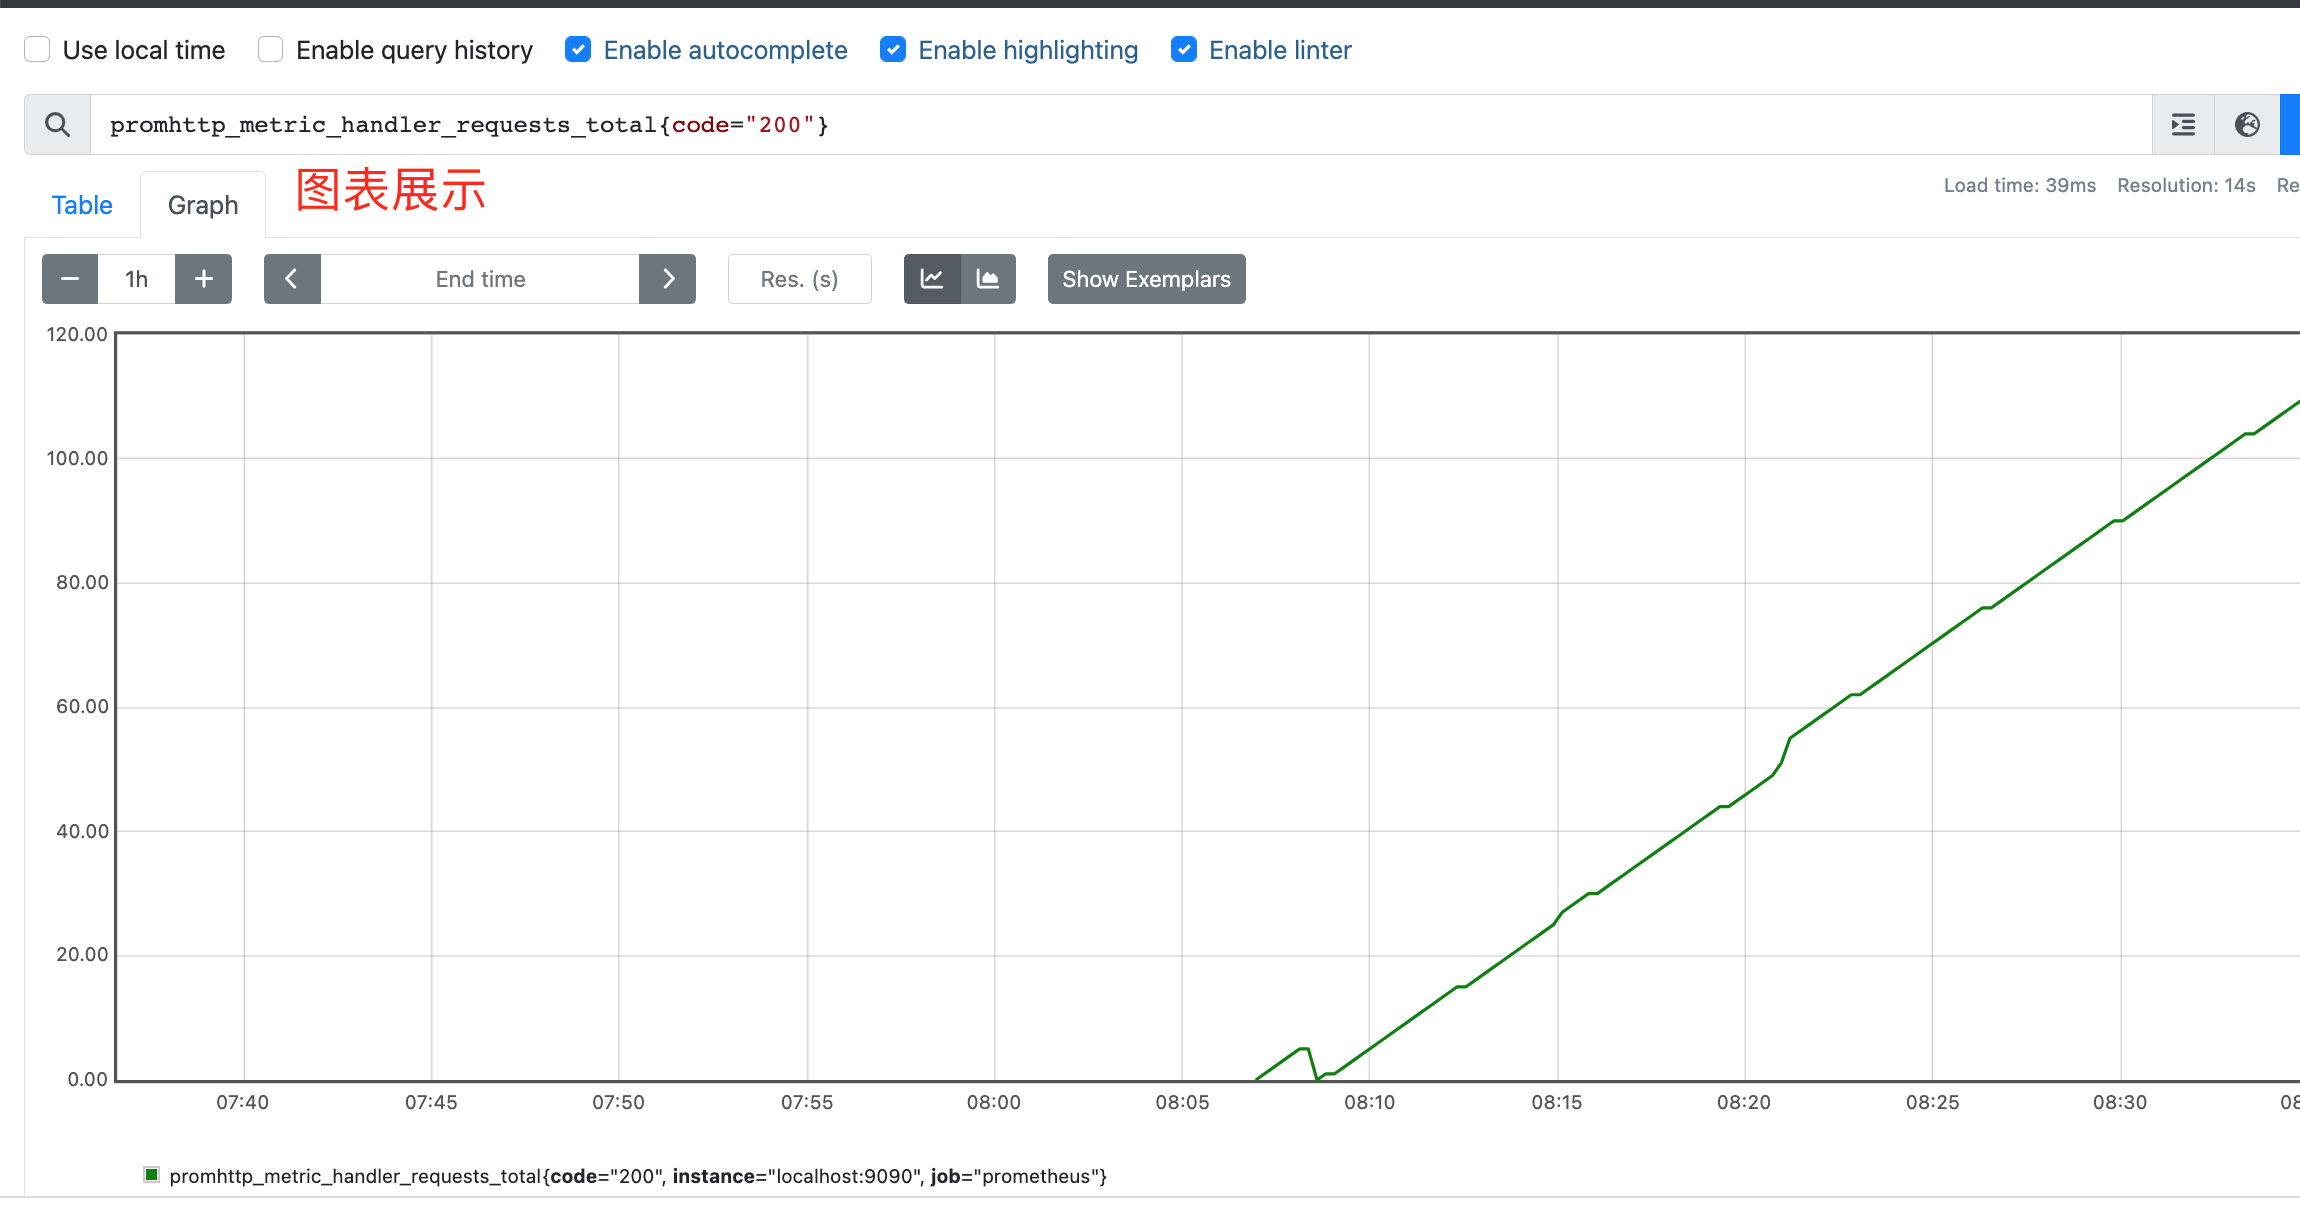 Use local time Enable query history Enable autocomplete Enable highlighting Enable linter
promhttp_metric_handler_requests_total{code="200"}
Table Graph 图表展示 Load time: 39ms Resolution: 14s Re
1h End time Res. (s) Show Exemplars
120.00
100.00
80.00
60.00
40.00
20.00
0.00
07:40 07:45 07:50 07:55 08:00 08:05 08:10 08:15 08:20 08:25 08:30 08
promhttp_metric_handler_requests_total{code="200", instance="localhost:9090", job="prometheus"}